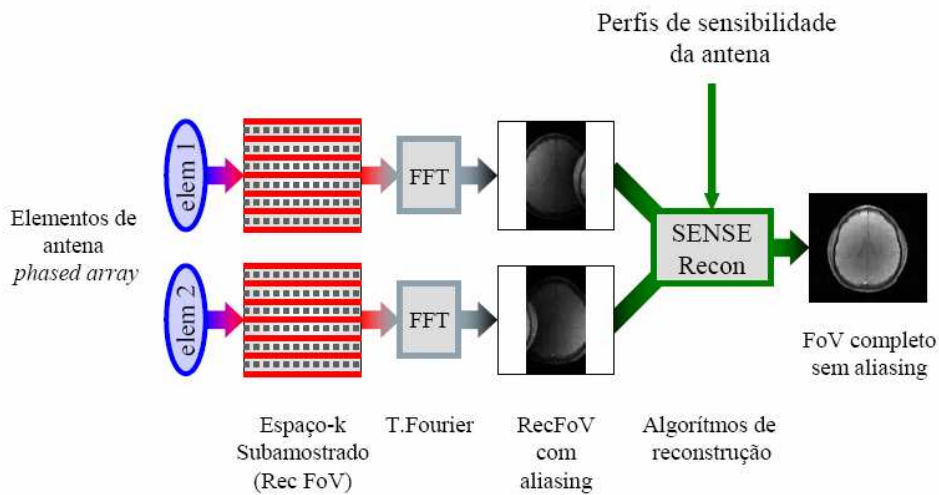 Perfis de sensibilidade
da antena
elem 1
FFT
Elementos de
antena
phased array
SENSE
Recon
elem 2
FFT
FoV completo
sem aliasing
Espaço-k
Subamostrado
(Rec FoV)
T.Fourier
RecFoV
com
aliasing
Algorítmos de
reconstrução